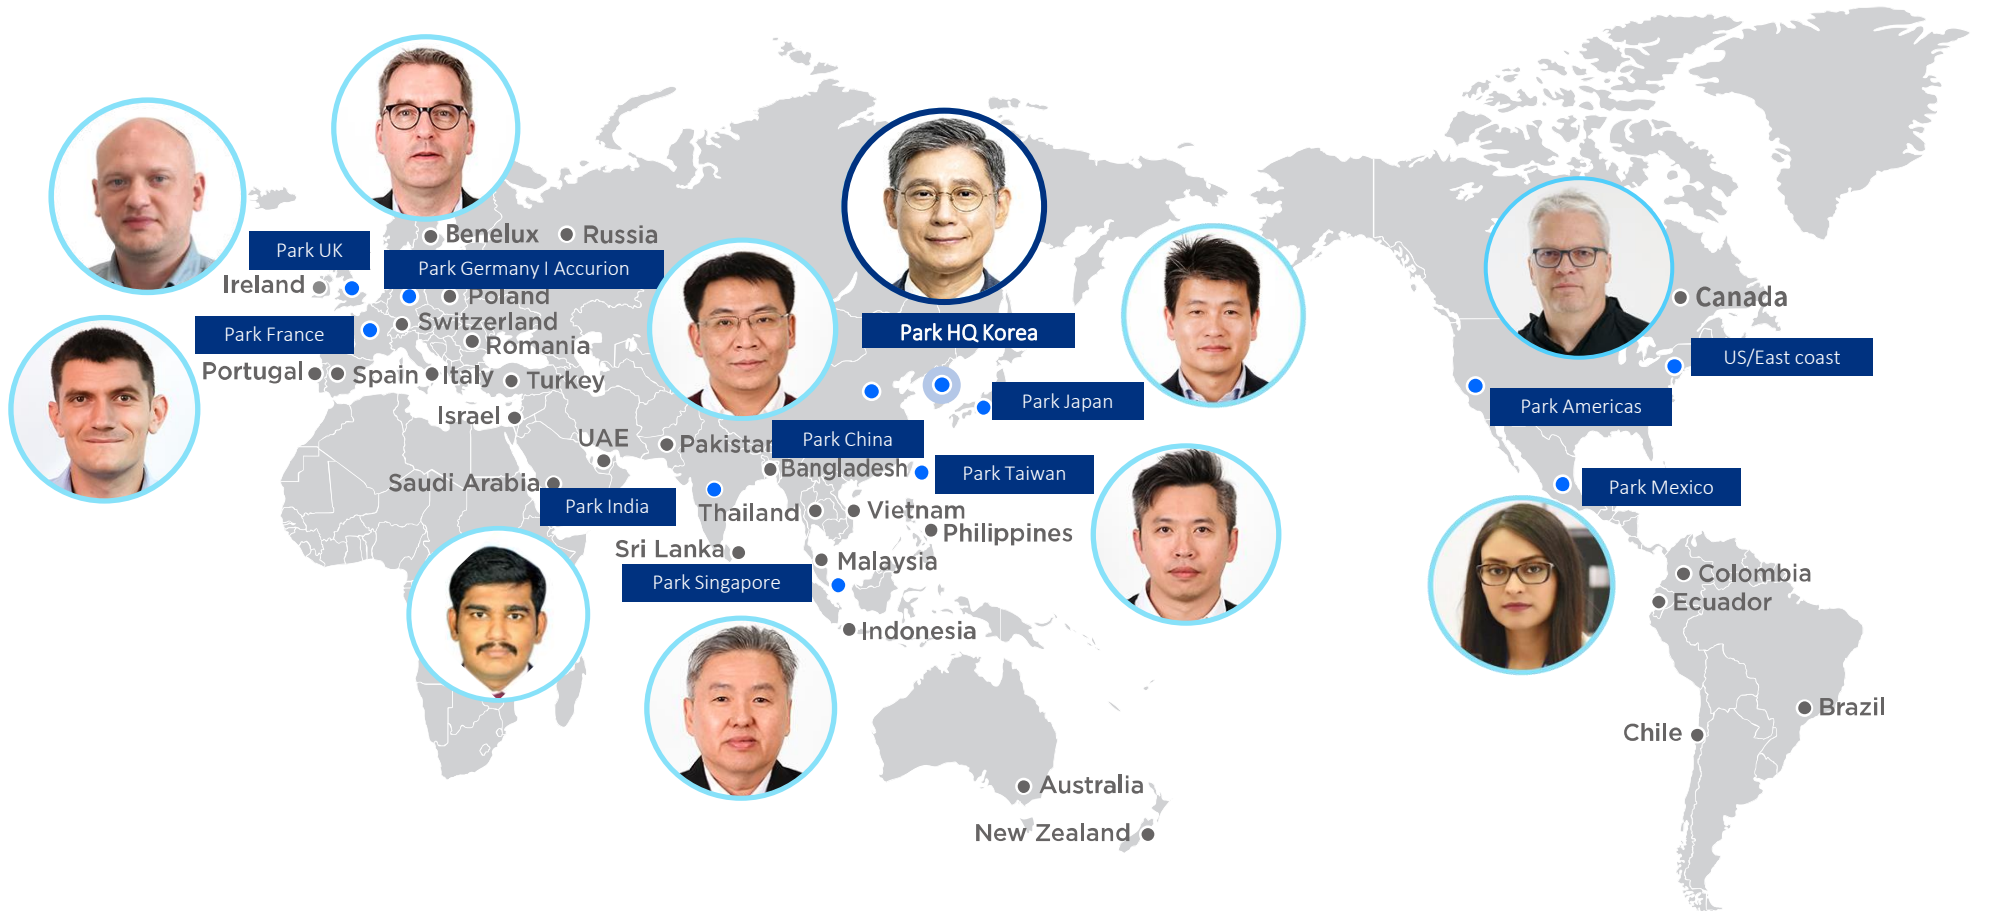 Benelux
Russia
Park UK
Park Germany I Accurion
Ireland
Poland
Canada
Park France
Switzerland
Romania
Park HQ Korea
US/East coast
Portugal
Spain
Italy
Turkey
Park Japan
Park Americas
Israel
UAE
Pakistan
Park China
Bangladesh
Park Taiwan
Saudi Arabia
Park India
Thailand
Vietnam
Park Mexico
Philippines
Sri Lanka
Malaysia
Park Singapore
Colombia
Ecuador
Indonesia
Brazil
Chile
Australia
New Zealand